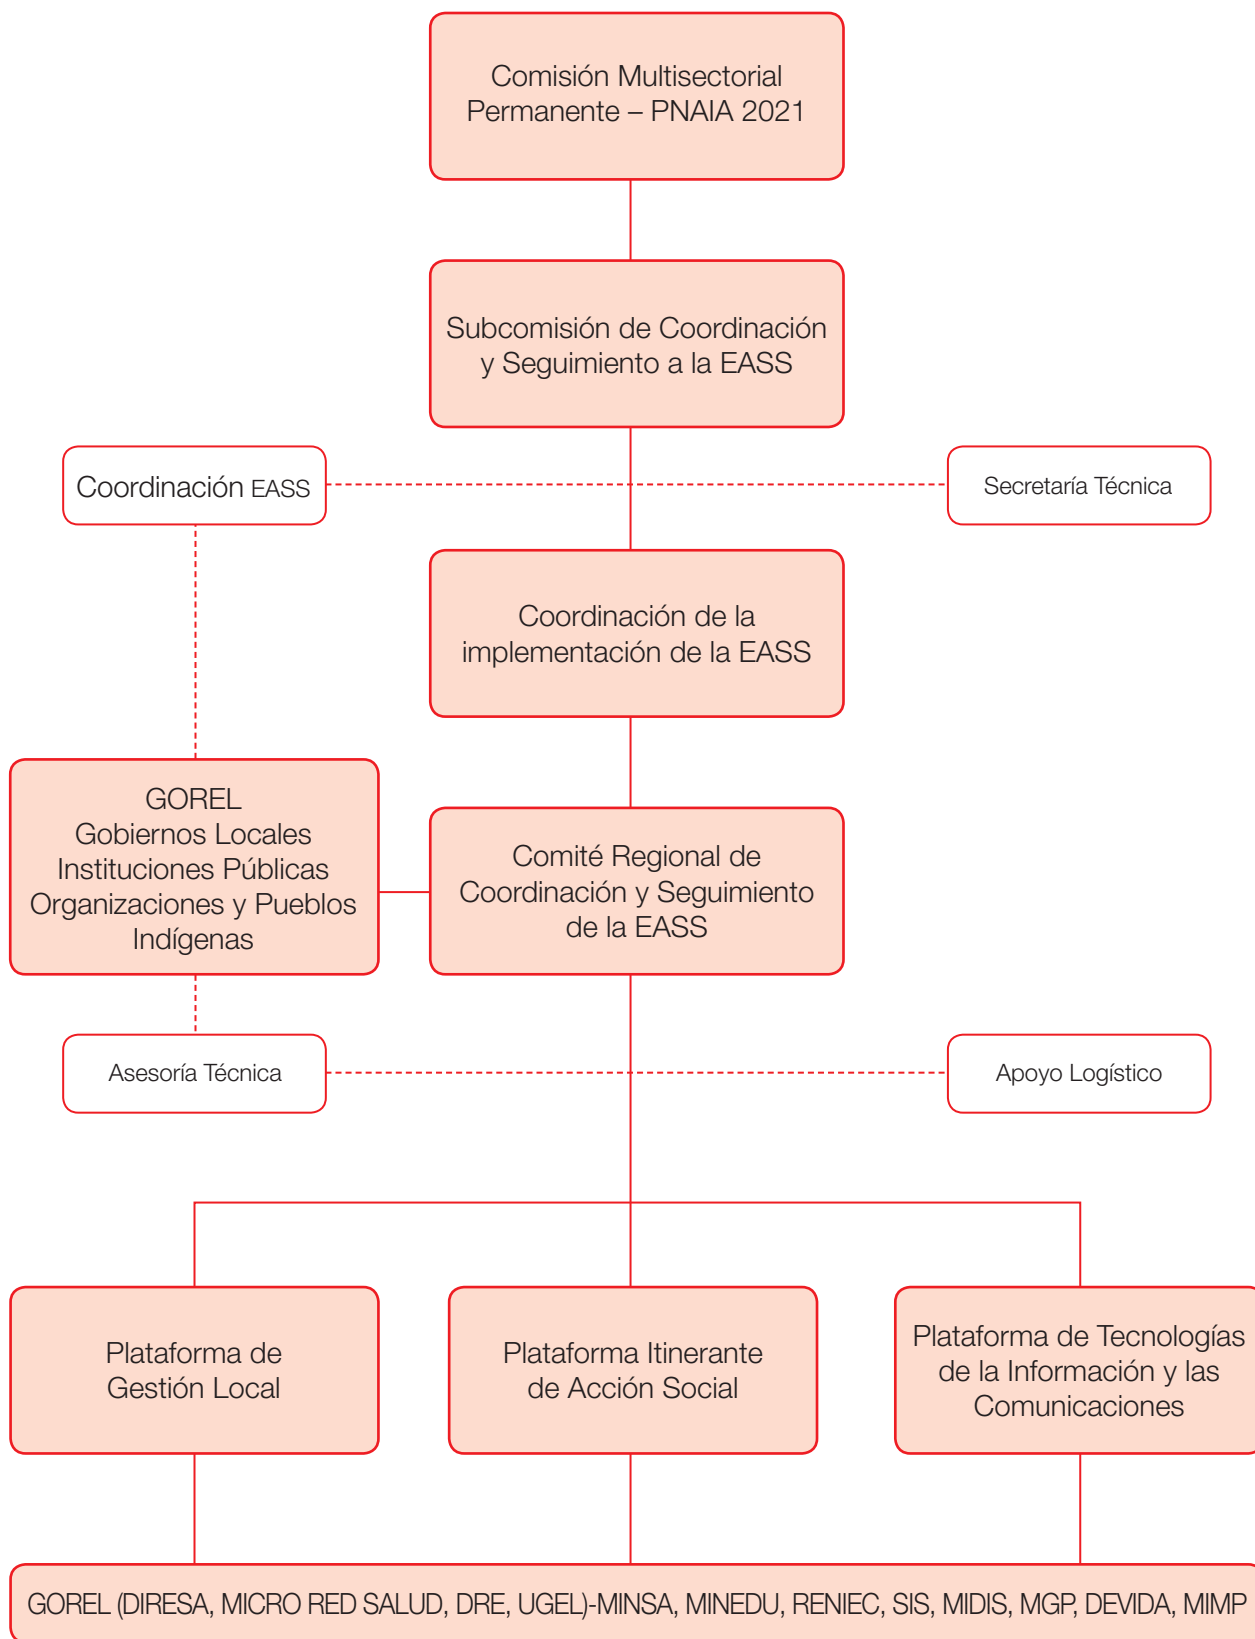 Comisión Multisectorial
Permanente – PNAIA 2021
Subcomisión de Coordinación
y Seguimiento a la EASS
Coordinación EASS
Secretaría Técnica
Coordinación de la
implementación de la EASS
GOREL
Gobiernos Locales
Instituciones Públicas
Organizaciones y Pueblos
Indígenas
Comité Regional de
Coordinación y Seguimiento
de la EASS
Asesoría Técnica
Apoyo Logístico
Plataforma de
Gestión Local
Plataforma Itinerante
de Acción Social
Plataforma de Tecnologías
de la Información y las
Comunicaciones
GOREL (DIRESA, MICRO RED SALUD, DRE, UGEL)-MINSA, MINEDU, RENIEC, SIS, MIDIS, MGP, DEVIDA, MIMP